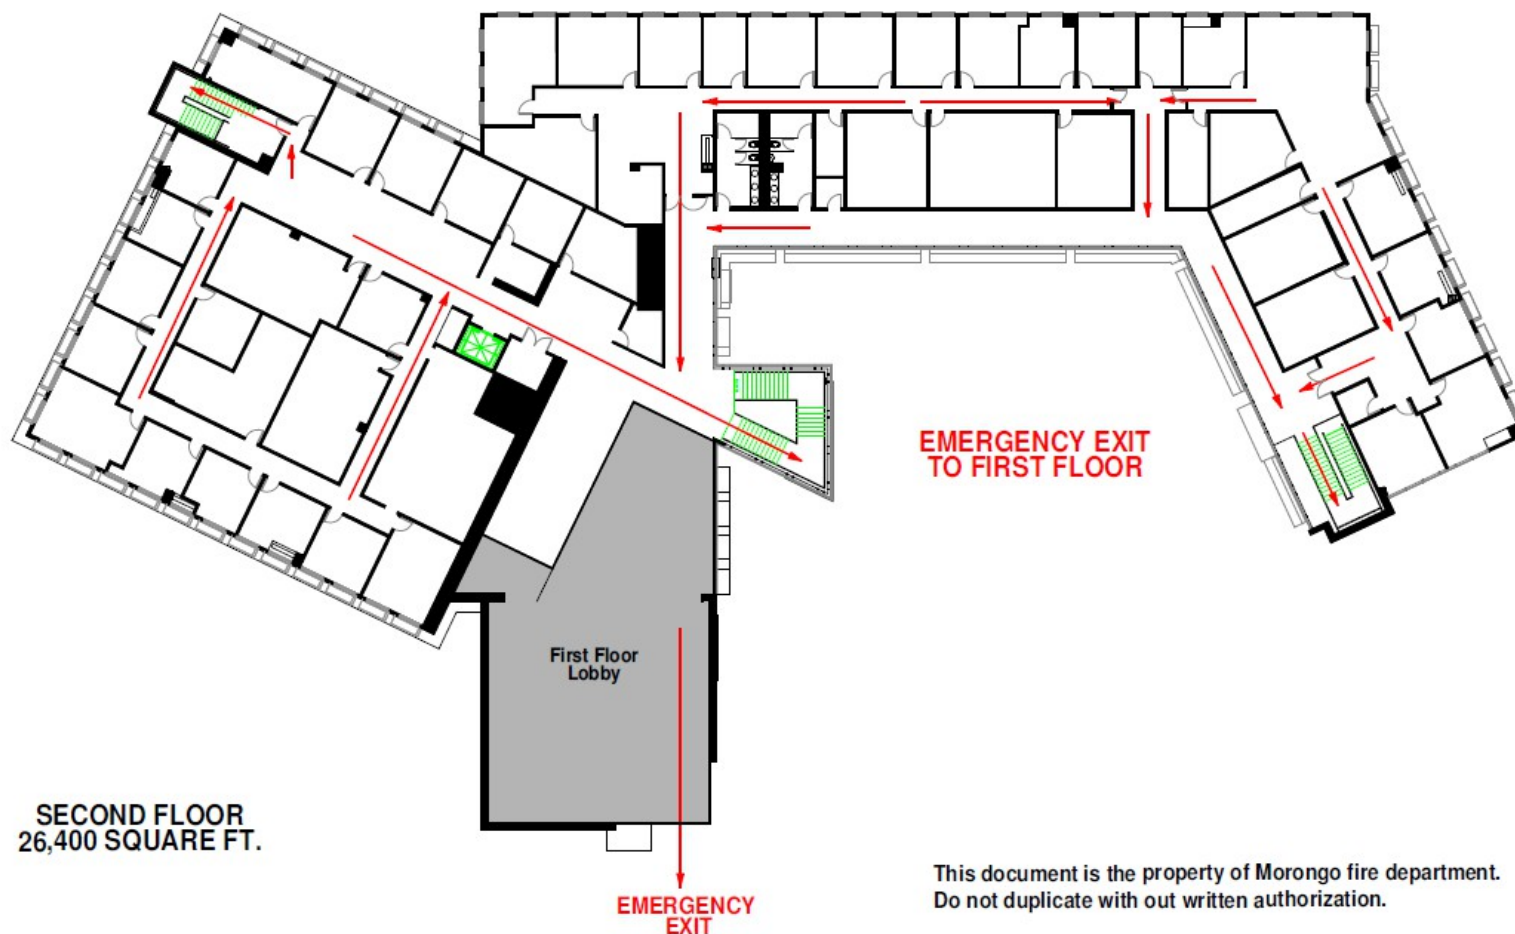 EMERGENCY EXIT
TO FIRST FLOOR
First Floor
Lobby
SECOND FLOOR
26,400 SQUARE FT.
This document is the property of Morongo fire department.
Do not duplicate with out written authorization.
EMERGENCY
EXIT